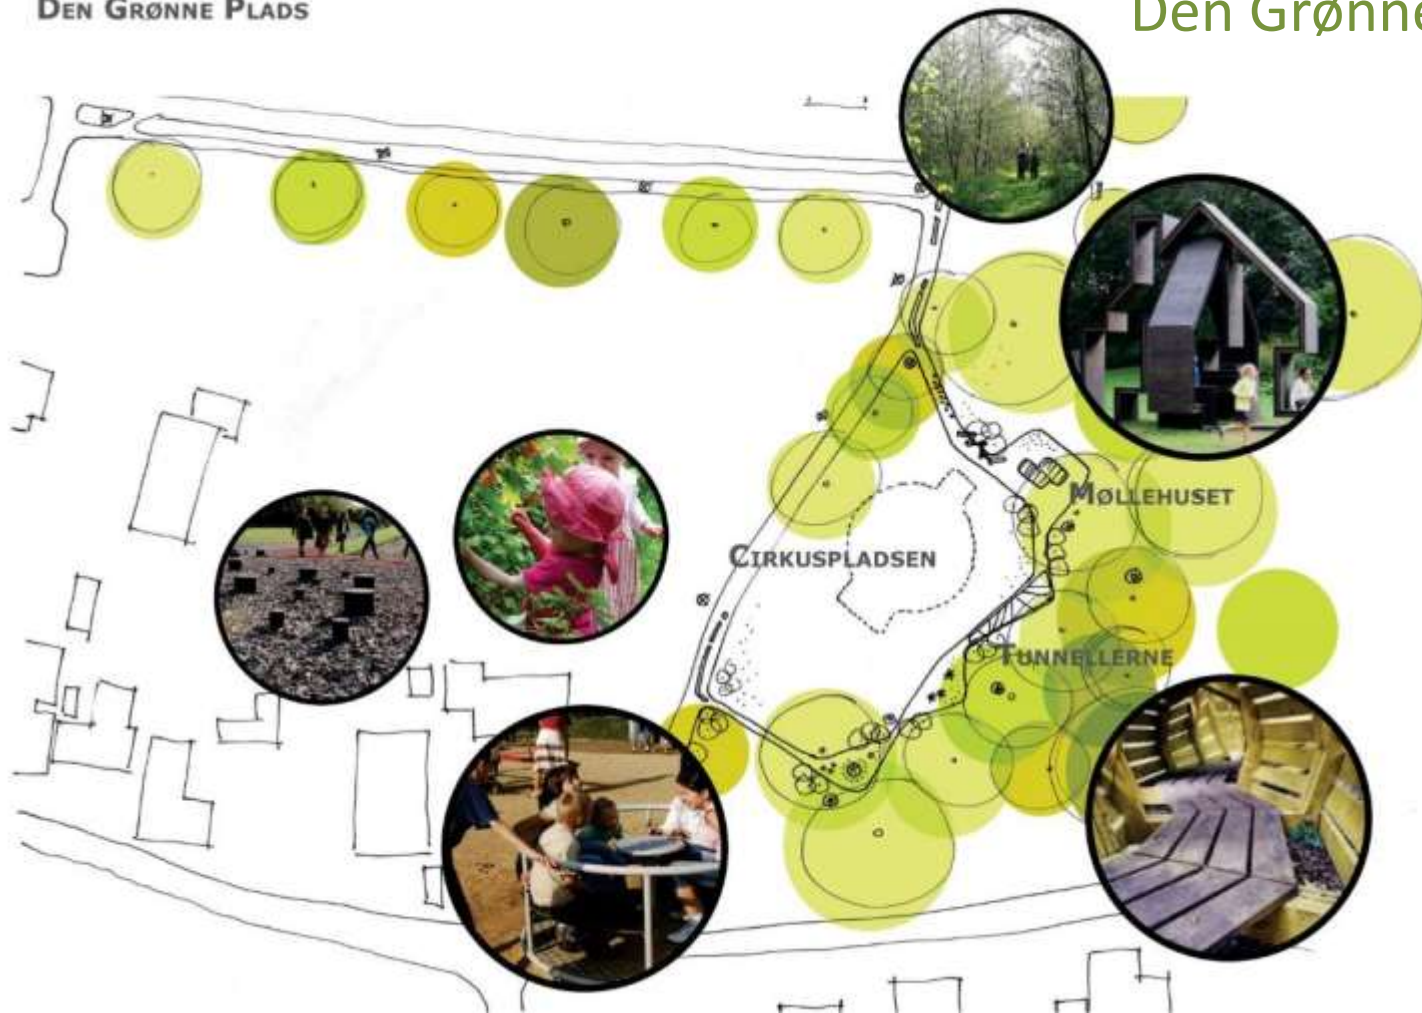 DEN GRØNNE PLADS
Den Grønne
MØLLEHUSET
CIRKUSPLADSEN
TUNNELLERNE